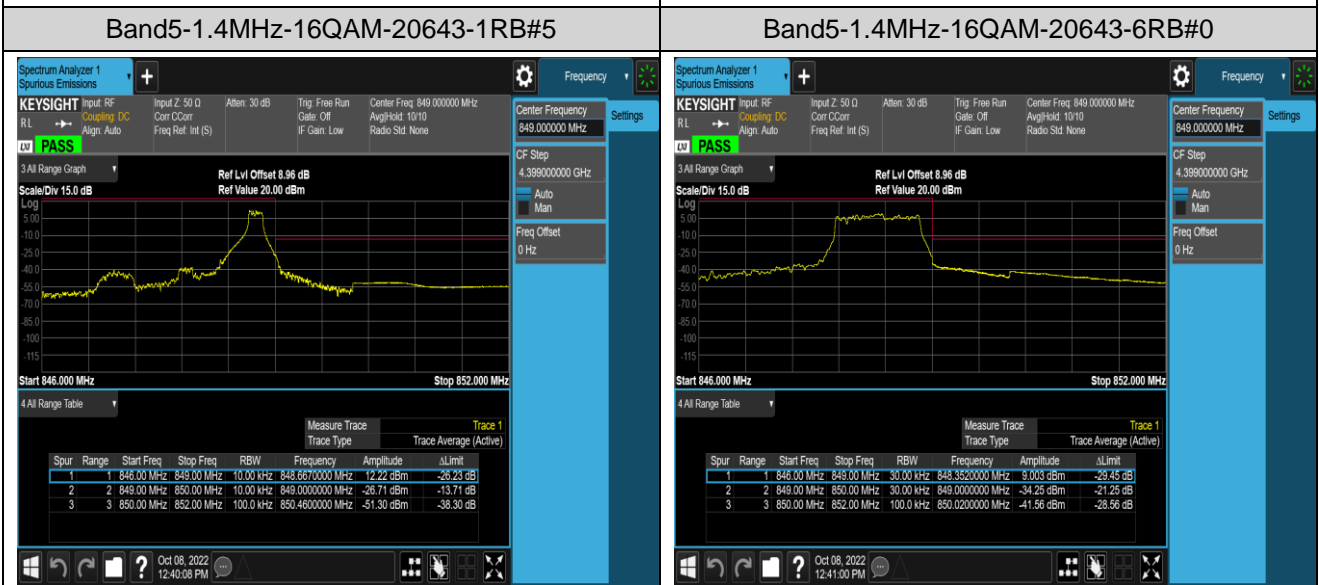 Band5-1.4MHz-16QAM-20643-1RB#5
Spectrum Analyzer 1
Spurious Emissions
+
Frequency
KEYSIGHT Input: RF Input Z: 50 Ω Atten: 30 dB Trig: Free Run Center Freq: 849.000000 MHz
RL Coupling: DC Corr CCorr Gate: Off Avg|Hold: 10/10
Align: Auto Freq Ref: Int (S) IF Gain: Low Radio Std: None
LXI PASS
Center Frequency
849.000000 MHz
Settings
CF Step
4.399000000 GHz
Auto
Man
Freq Offset
0 Hz
3 All Range Graph
Ref Lvl Offset 8.96 dB
Scale/Div 15.0 dB Ref Value 20.00 dBm
Log
5.00
-10.0
-25.0
-40.0
-55.0
-70.0
-85.0
-100
-115
Start 846.000 MHz Stop 852.000 MHz
4 All Range Table
Measure Trace Trace 1
Trace Type Trace Average (Active)
Spur Range Start Freq Stop Freq RBW Frequency Amplitude ΔLimit
1 1 846.00 MHz 849.00 MHz 10.00 kHz 848.6670000 MHz 12.22 dBm -26.23 dB
2 2 849.00 MHz 850.00 MHz 10.00 kHz 849.0000000 MHz -26.71 dBm -13.71 dB
3 3 850.00 MHz 852.00 MHz 100.0 kHz 850.4600000 MHz -51.30 dBm -38.30 dB
?
Oct 08, 2022
12:40:08 PM
Band5-1.4MHz-16QAM-20643-6RB#0
Spectrum Analyzer 1
Spurious Emissions
+
Frequency
KEYSIGHT Input: RF Input Z: 50 Ω Atten: 30 dB Trig: Free Run Center Freq: 849.000000 MHz
RL Coupling: DC Corr CCorr Gate: Off Avg|Hold: 10/10
Align: Auto Freq Ref: Int (S) IF Gain: Low Radio Std: None
LXI PASS
Center Frequency
849.000000 MHz
Settings
CF Step
4.399000000 GHz
Auto
Man
Freq Offset
0 Hz
3 All Range Graph
Ref Lvl Offset 8.96 dB
Scale/Div 15.0 dB Ref Value 20.00 dBm
Log
5.00
-10.0
-25.0
-40.0
-55.0
-70.0
-85.0
-100
-115
Start 846.000 MHz Stop 852.000 MHz
4 All Range Table
Measure Trace Trace 1
Trace Type Trace Average (Active)
Spur Range Start Freq Stop Freq RBW Frequency Amplitude ΔLimit
1 1 846.00 MHz 849.00 MHz 30.00 kHz 848.3520000 MHz 9.003 dBm -29.45 dB
2 2 849.00 MHz 850.00 MHz 30.00 kHz 849.0000000 MHz -34.25 dBm -21.25 dB
3 3 850.00 MHz 852.00 MHz 100.0 kHz 850.0200000 MHz -41.56 dBm -28.56 dB
?
Oct 08, 2022
12:41:00 PM